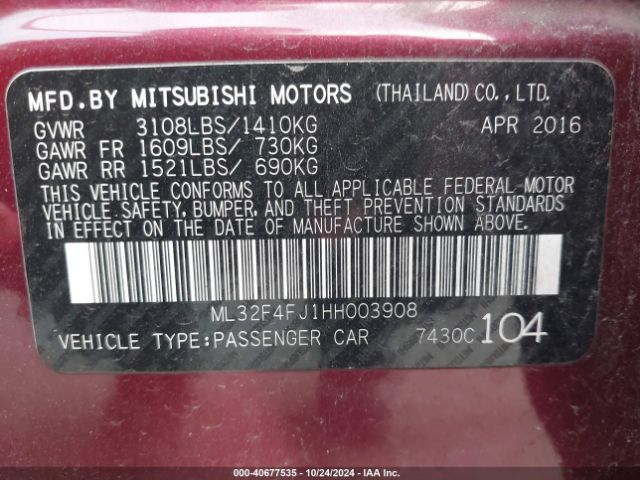 MFD.BY MITSUBISHI MOTORS (THAILAND)CO.,LTD.
GVWR 3108LBS/1410KG APR 2016
GAWR FR 1609LBS/ 730KG
GAWR RR 1521LBS/ 690KG
THIS VEHICLE CONFORMS TO ALL APPLICABLE FEDERAL MOTOR
VEHICLE SAFETY, BUMPER, AND THEFT PREVENTION STANDARDS
IN EFFECT ON THE DATE OF MANUFACTURE SHOWN ABOVE.
ML32F4FJ1HH003908
VEHICLE TYPE:PASSENGER CAR 7430C 104
000-40677535 - 10/24/2024 - IAA Inc.